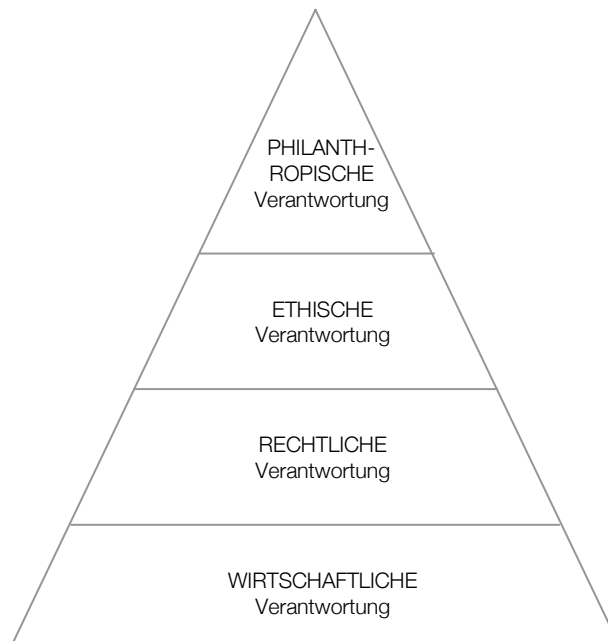 PHILANTH-
ROPISCHE
Verantwortung
ETHISCHE
Verantwortung
RECHTLICHE
Verantwortung
WIRTSCHAFTLICHE
Verantwortung